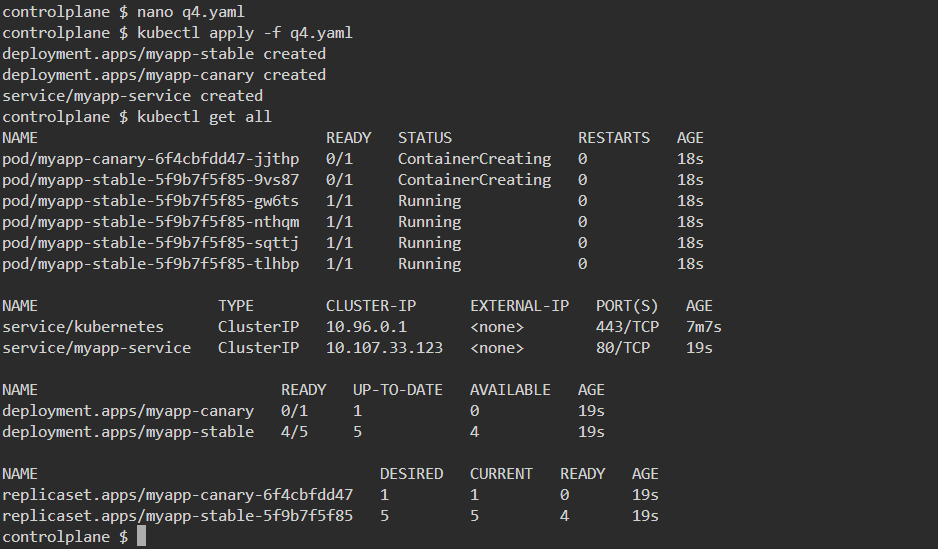 controlplane $ nano q4.yaml
controlplane $ kubectl apply -f q4.yaml
deployment.apps/myapp-stable created
deployment.apps/myapp-canary created
service/myapp-service created
controlplane $ kubectl get all
NAME                                READY   STATUS              RESTARTS   AGE
pod/myapp-canary-6f4cbfdd47-jjthp   0/1     ContainerCreating   0          18s
pod/myapp-stable-5f9b7f5f85-9vs87   0/1     ContainerCreating   0          18s
pod/myapp-stable-5f9b7f5f85-gw6ts   1/1     Running             0          18s
pod/myapp-stable-5f9b7f5f85-nthqm   1/1     Running             0          18s
pod/myapp-stable-5f9b7f5f85-sqttj   1/1     Running             0          18s
pod/myapp-stable-5f9b7f5f85-tlhbp   1/1     Running             0          18s

NAME                    TYPE        CLUSTER-IP      EXTERNAL-IP   PORT(S)   AGE
service/kubernetes      ClusterIP   10.96.0.1       <none>        443/TCP   7m7s
service/myapp-service   ClusterIP   10.107.33.123   <none>        80/TCP    19s

NAME                           READY   UP-TO-DATE   AVAILABLE   AGE
deployment.apps/myapp-canary   0/1     1            0           19s
deployment.apps/myapp-stable   4/5     5            4           19s

NAME                                      DESIRED   CURRENT   READY   AGE
replicaset.apps/myapp-canary-6f4cbfdd47   1         1         0       19s
replicaset.apps/myapp-stable-5f9b7f5f85   5         5         4       19s
controlplane $